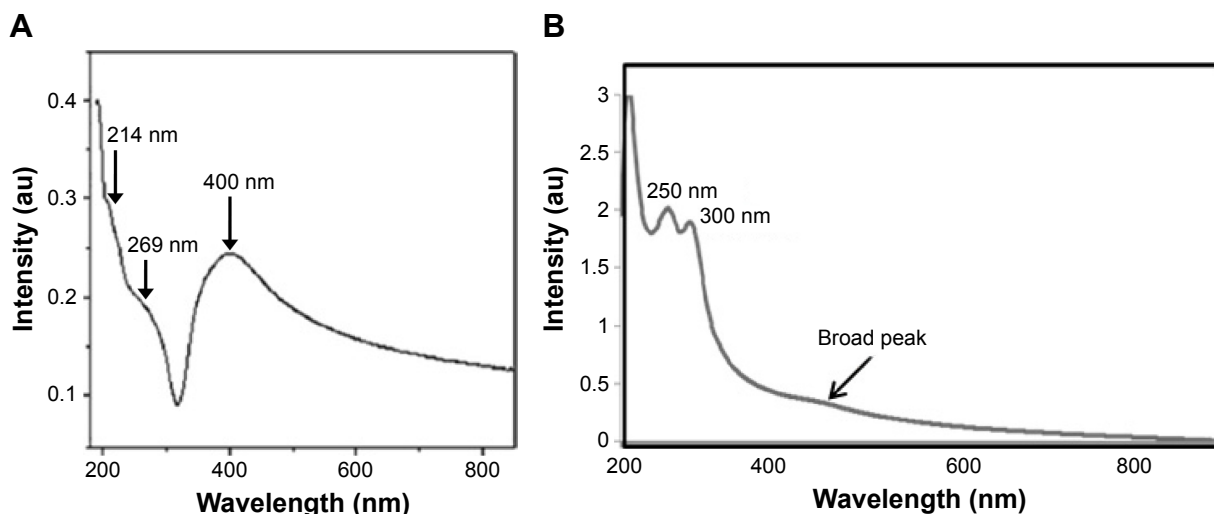 A
Intensity (au)
0.4
0.3
0.2
0.1
214 nm
269 nm
400 nm
200 400 600 800
Wavelength (nm)
B
Intensity (au)
3
2.5
2
1.5
1
0.5
0
250 nm
300 nm
Broad peak
200 400 600 800
Wavelength (nm)